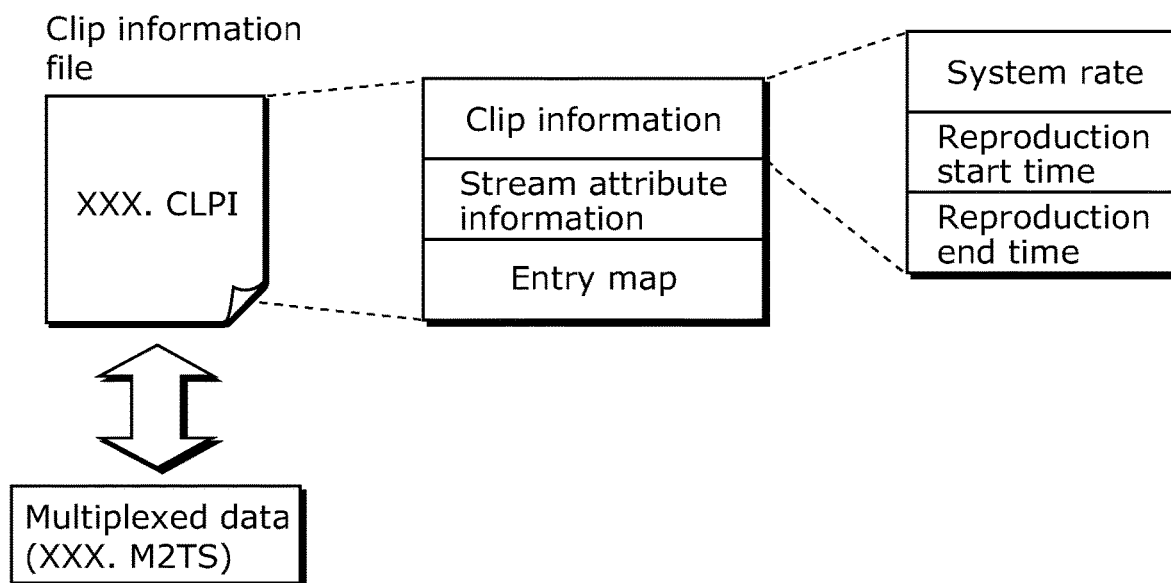 Clip information
file
XXX. CLPI
Clip information
Stream attribute
information
Entry map
System rate
Reproduction
start time
Reproduction
end time
Multiplexed data
(XXX. M2TS)